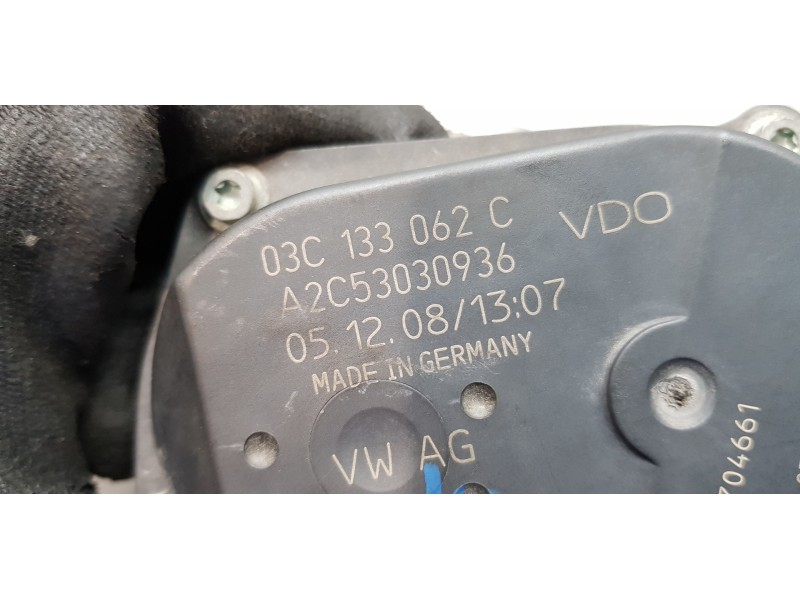 03C 133 062 C
VDO
A2C53030936
05.12.08/13:07
MADE IN GERMANY
VW AG
704661